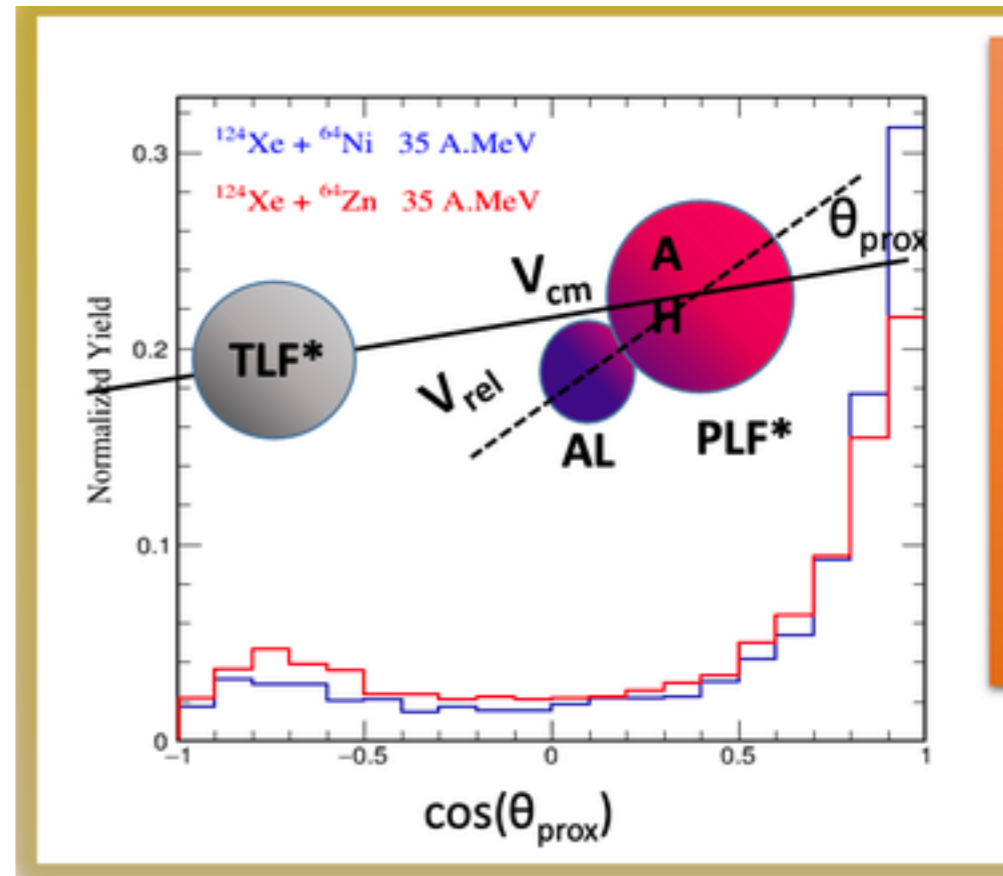 ¹²⁴Xe + ⁶⁴Ni 35 A.MeV
¹²⁴Xe + ⁶⁴Zn 35 A.MeV
0.3
0.2
0.1
0
Normalized Yield
θprox
Vcm
A
H
TLF*
Vrel
AL
PLF*
−1
−0.5
0
0.5
1
cos(θprox)